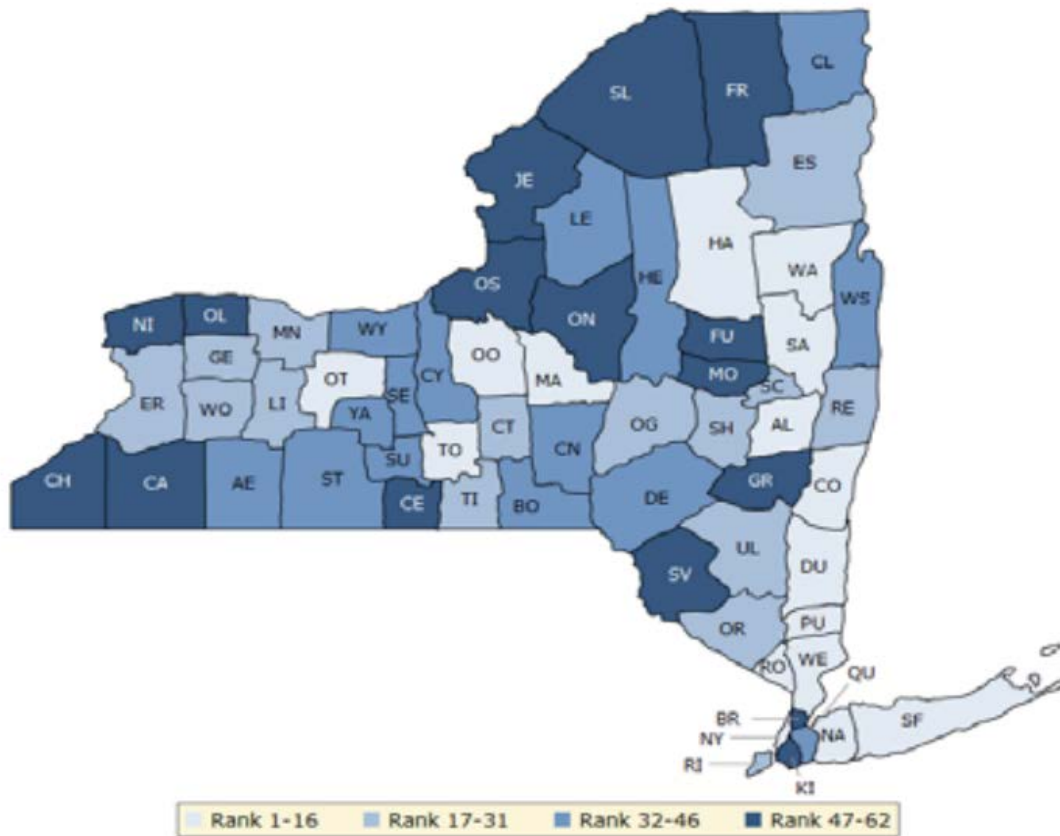 CL
SL
FR
ES
JE
LE
HA
HE
WA
OS
WS
NI
OL
ON
MN
WY
FU
SA
GE
OO
MA
MO
OT
CY
SE
SC
ER
WO
LI
YA
CT
OG
SH
AL
RE
TO
CN
SU
CH
CA
AE
ST
CE
TI
BO
DE
GR
CO
UL
SV
DU
OR
PU
RO
WE
QU
BR
NY
NA
SF
RI
KI
Rank 1-16 Rank 17-31 Rank 32-46 Rank 47-62